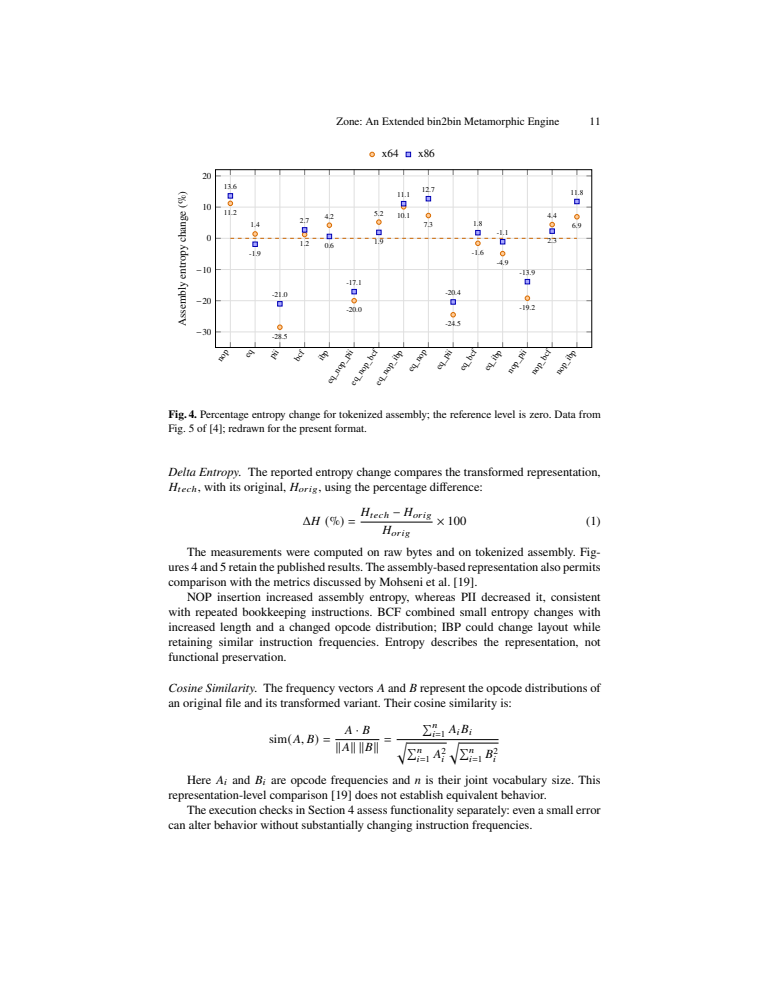 Zone: An Extended bin2bin Metamorphic Engine 11
x64 x86
Assembly entropy change (%)
20
10
0
−10
−20
−30
13.6
11.2
1.4
-1.9
-21.0
-28.5
2.7
1.2
4.2
0.6
-17.1
-20.0
5.2
1.9
11.1
10.1
12.7
7.3
-20.4
-24.5
1.8
-1.6
-1.1
-4.9
-13.9
-19.2
4.4
2.3
11.8
6.9
nop
eq
pii
bcf
ibp
eq_nop_pii
eq_nop_bcf
eq_nop_ibp
eq_nop
eq_pii
eq_bcf
eq_ibp
nop_pii
nop_bcf
nop_ibp
Fig. 4. Percentage entropy change for tokenized assembly; the reference level is zero. Data from
Fig. 5 of [4]; redrawn for the present format.
Delta Entropy. The reported entropy change compares the transformed representation,
H_tech, with its original, H_orig, using the percentage difference:
ΔH (%) = (H_tech − H_orig) / H_orig × 100 (1)
The measurements were computed on raw bytes and on tokenized assembly. Fig-
ures 4 and 5 retain the published results. The assembly-based representation also permits
comparison with the metrics discussed by Mohseni et al. [19].
NOP insertion increased assembly entropy, whereas PII decreased it, consistent
with repeated bookkeeping instructions. BCF combined small entropy changes with
increased length and a changed opcode distribution; IBP could change layout while
retaining similar instruction frequencies. Entropy describes the representation, not
functional preservation.
Cosine Similarity. The frequency vectors A and B represent the opcode distributions of
an original file and its transformed variant. Their cosine similarity is:
sim(A, B) = A · B / ‖A‖ ‖B‖ = ∑ⁿᵢ₌₁ AᵢBᵢ / √(∑ⁿᵢ₌₁ Aᵢ²) √(∑ⁿᵢ₌₁ Bᵢ²)
Here Aᵢ and Bᵢ are opcode frequencies and n is their joint vocabulary size. This
representation-level comparison [19] does not establish equivalent behavior.
The execution checks in Section 4 assess functionality separately: even a small error
can alter behavior without substantially changing instruction frequencies.